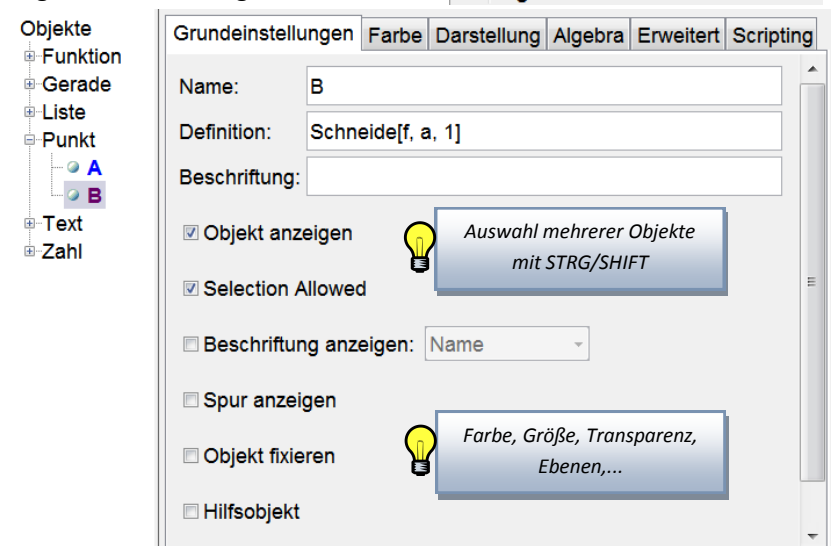 Objekte
Funktion
Gerade
Liste
Punkt
A
B
Text
Zahl
Grundeinstellungen Farbe Darstellung Algebra Erweitert Scripting
Name: B
Definition: Schneide[f, a, 1]
Beschriftung:
Objekt anzeigen
Auswahl mehrerer Objekte
mit STRG/SHIFT
Selection Allowed
Beschriftung anzeigen: Name
Spur anzeigen
Farbe, Größe, Transparenz,
Ebenen,...
Objekt fixieren
Hilfsobjekt